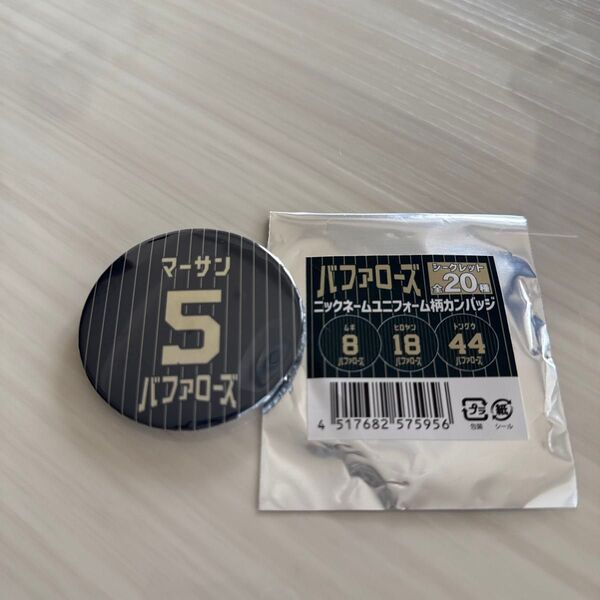 マーサン
5
バファローズ
バファローズ
シークレット
全20種
ニックネームユニフォーム柄カンバッジ
ムネ
8
バファローズ
ヒロヤン
18
バファローズ
トングウ
44
バファローズ
4 517682 575956
プラ
包装
紙
シール